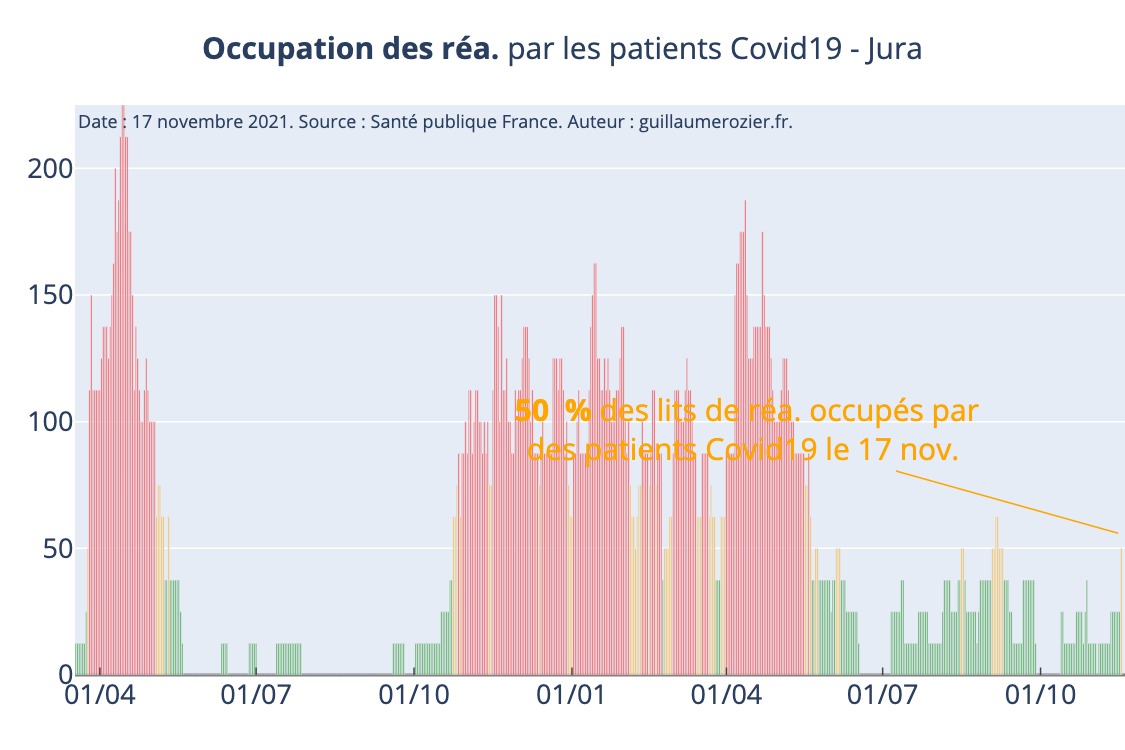 Occupation des réa. par les patients Covid19 - Jura
Date : 17 novembre 2021. Source : Santé publique France. Auteur : guillaumerozier.fr.
200
150
100
50
0
50 % des lits de réa. occupés par
des patients Covid19 le 17 nov.
01/04 01/07 01/10 01/01 01/04 01/07 01/10